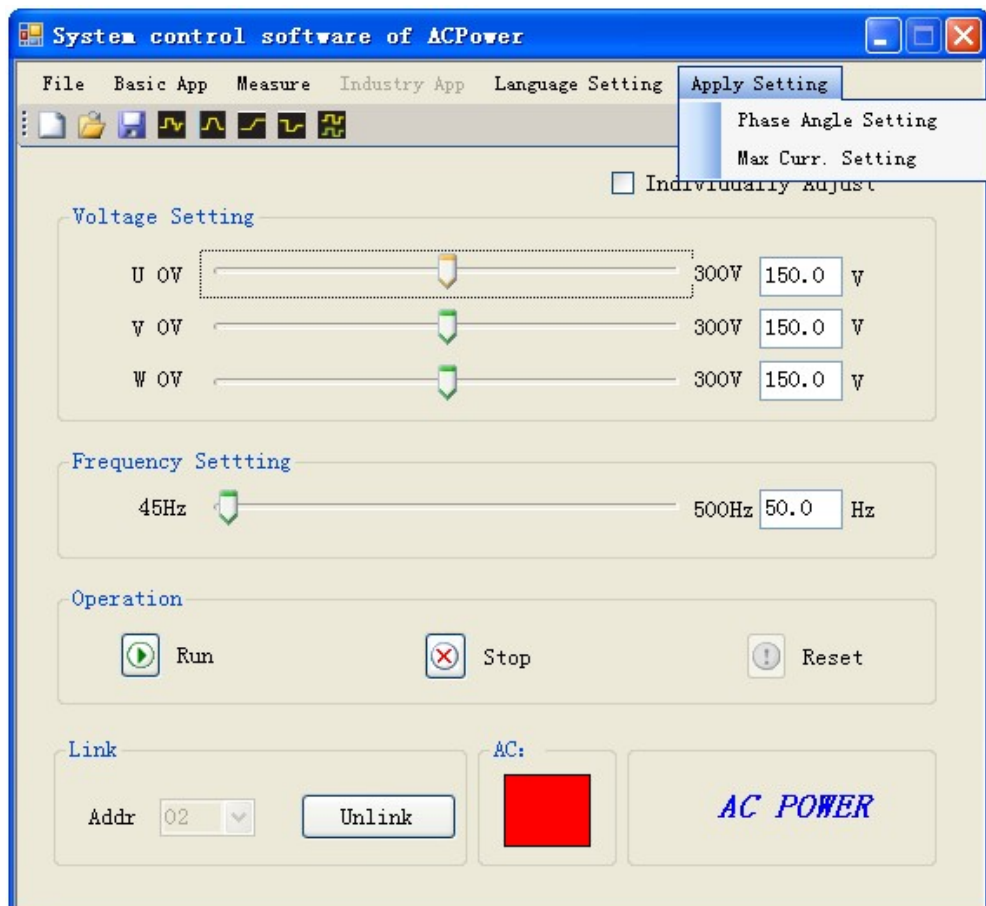 System control software of ACPower
File Basic App Measure Industry App Language Setting Apply Setting
Phase Angle Setting
Max Curr. Setting
Individually Adjust
Voltage Setting
U 0V 300V 150.0 V
V 0V 300V 150.0 V
W 0V 300V 150.0 V
Frequency Settting
45Hz 500Hz 50.0 Hz
Operation
Run Stop Reset
Link AC:
Addr 02 Unlink AC POWER